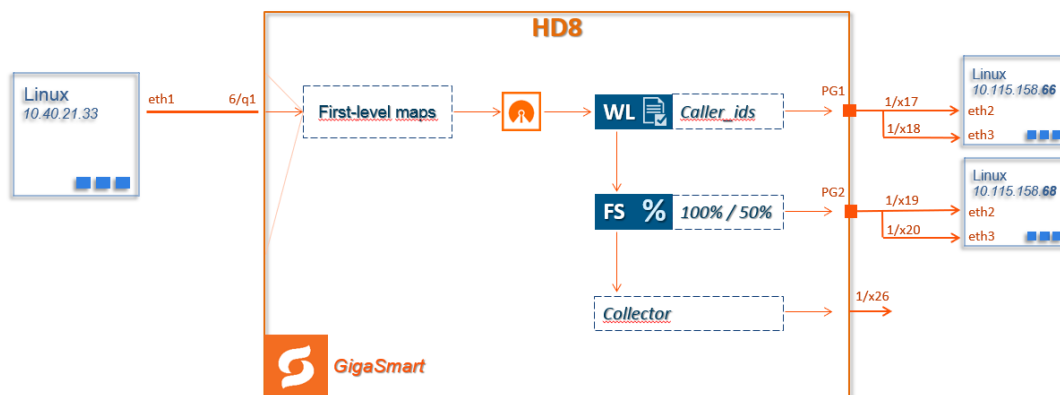 HD8
Linux
10.40.21.33
eth1
6/q1
First-level maps
WL
Caller_ids
PG1
1/x17
1/x18
Linux
10.115.158.66
eth2
eth3
FS
%
100% / 50%
PG2
1/x19
1/x20
Linux
10.115.158.68
eth2
eth3
Collector
1/x26
GigaSmart